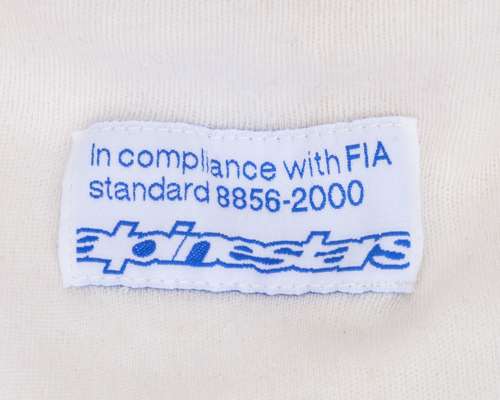 In compliance with FIA
standard 8856-2000
alpinestars